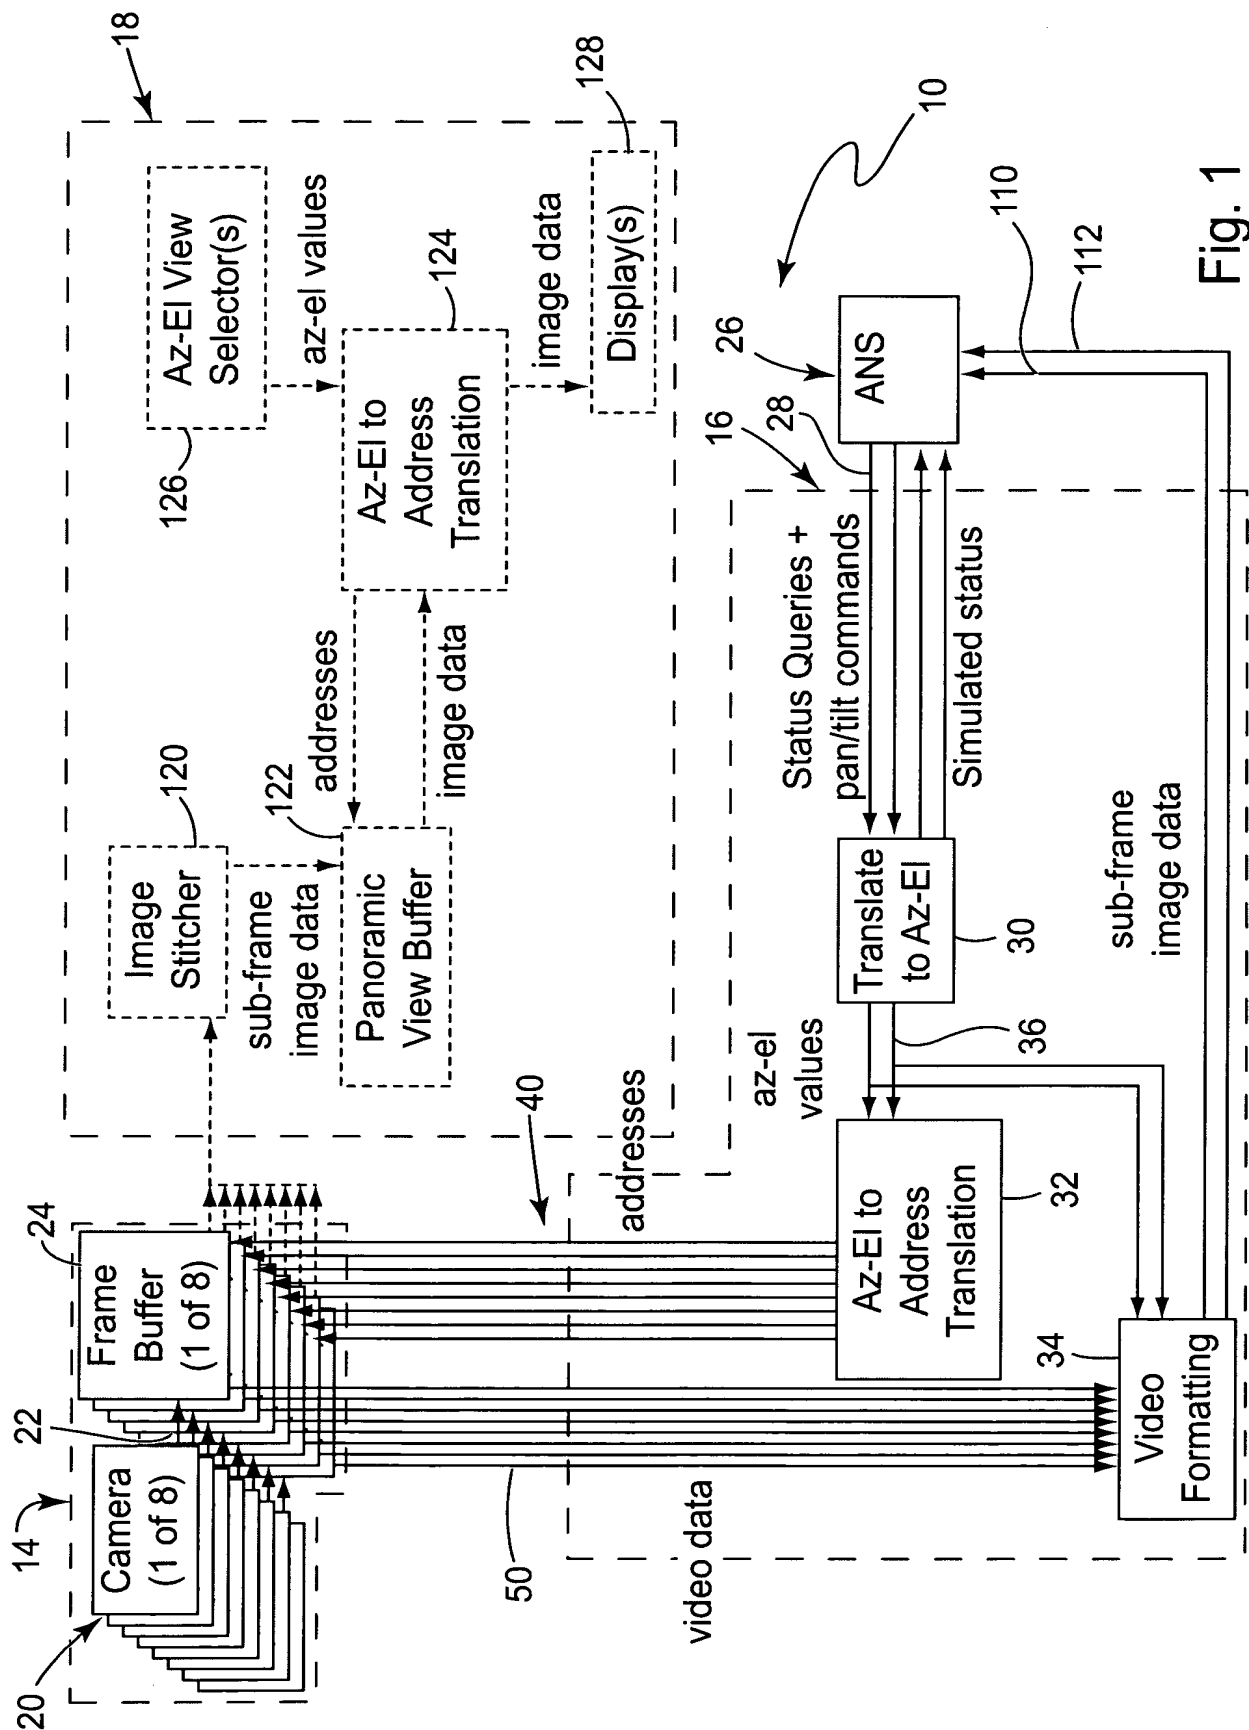 14
20
Camera
(1 of 8)
22
24
Frame
Buffer
(1 of 8)
18
120
Image
Stitcher
sub-frame
image data
122
Panoramic
View Buffer
addresses
image data
126
Az-El View
Selector(s)
az-el values
124
Az-El to
Address
Translation
image data
128
Display(s)
40
addresses
50
video data
16
10
26
ANS
28
Status Queries +
pan/tilt commands
Simulated status
Translate
to Az-El
30
az-el
values
36
Az-El to
Address
Translation
32
34
Video
Formatting
sub-frame
image data
110
112
Fig. 1